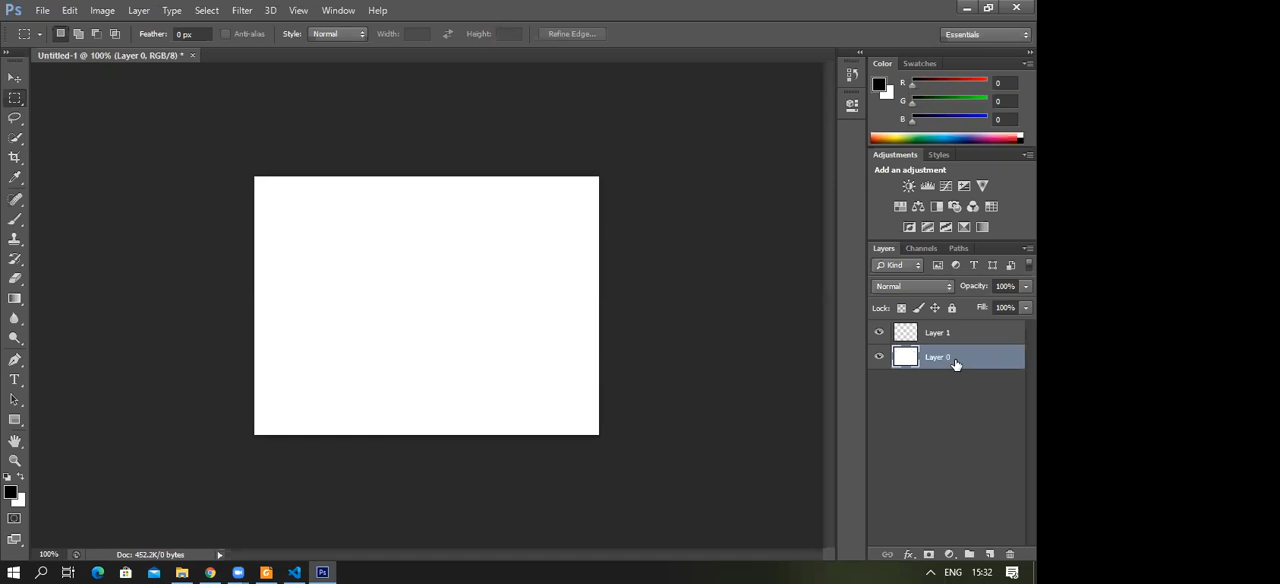 Ps File Edit Image Layer Type Select Filter 3D View Window Help
Feather: 0 px Anti-alias Style: Normal Width: Height: Refine Edge... Essentials
Untitled-1 @ 100% (Layer 0, RGB/8) * ×
Color Swatches
R 0
G 0
B 0
Adjustments Styles
Add an adjustment
Layers Channels Paths
Kind T
Normal Opacity: 100%
Lock: Fill: 100%
Layer 1
Layer 0
T
100% Doc: 452.2K/0 bytes
fx
Ps ENG 15:32